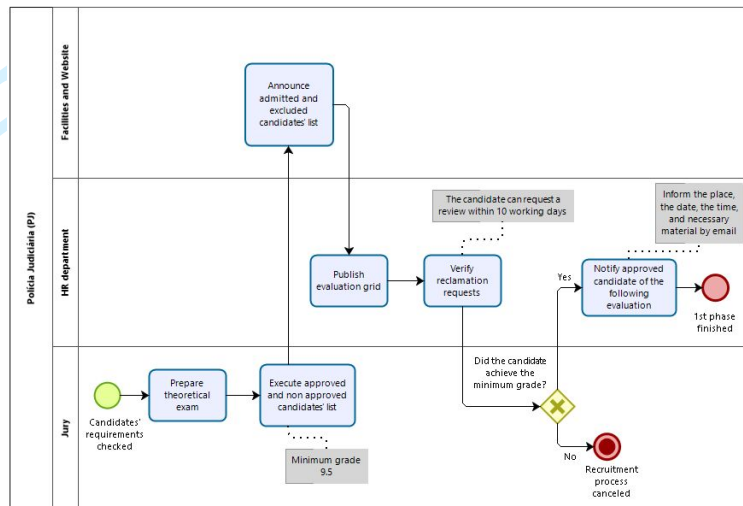 Polícia Judiciária (PJ)
Facilities and Website
Announce
admitted and
excluded
candidates' list
HR department
The candidate can request a
review within 10 working days
Inform the place,
the date, the time,
and necessary
material by email
Publish
evaluation grid
Verify
reclamation
requests
Yes
Notify approved
candidate of the
following
evaluation
1st phase
finished
Jury
Candidates'
requirements
checked
Prepare
theoretical
exam
Execute approved
and non approved
candidates' list
Minimum grade
9.5
Did the candidate
achieve the
minimum grade?
No
Recruitment
process
canceled